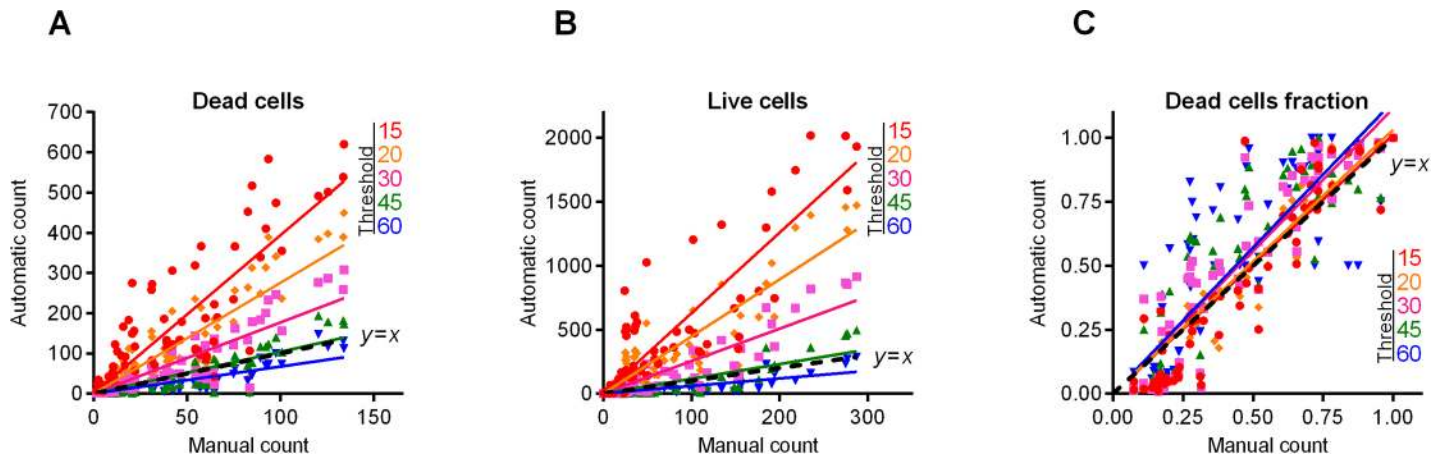 A
Dead cells
Automatic count
700
600
500
400
300
200
100
0
0
50
100
150
Manual count
Threshold
15
20
30
45
60
y=x
B
Live cells
Automatic count
2000
1500
1000
500
0
0
100
200
300
Manual count
Threshold
15
20
30
45
60
y=x
C
Dead cells fraction
Automatic count
1.00
0.75
0.50
0.25
0.00
0.00
0.25
0.50
0.75
1.00
Manual count
Threshold
15
20
30
45
60
y=x